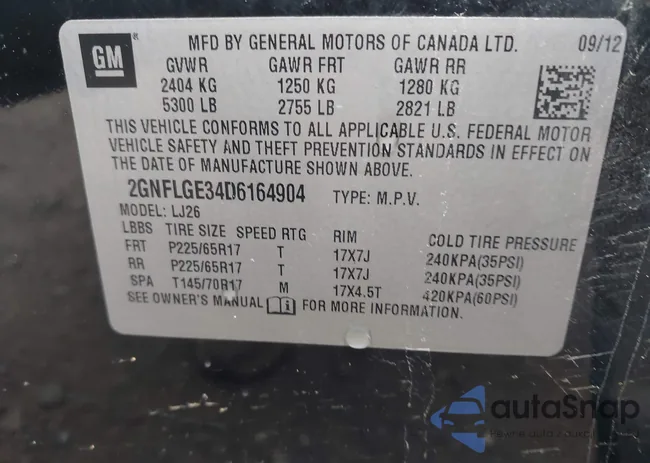 GM
MFD BY GENERAL MOTORS OF CANADA LTD. 09/12
GVWR GAWR FRT GAWR RR
2404 KG 1250 KG 1280 KG
5300 LB 2755 LB 2821 LB
THIS VEHICLE CONFORMS TO ALL APPLICABLE U.S. FEDERAL MOTOR
VEHICLE SAFETY AND THEFT PREVENTION STANDARDS IN EFFECT ON
THE DATE OF MANUFACTURE SHOWN ABOVE.
2GNFLGE34D6164904 TYPE: M.P.V.
MODEL: LJ26
LBBS TIRE SIZE SPEED RTG RIM COLD TIRE PRESSURE
FRT P225/65R17 T 17X7J 240KPA(35PSI)
RR P225/65R17 T 17X7J 240KPA(35PSI)
SPA T145/70R17 M 17X4.5T 420KPA(60PSI)
SEE OWNER'S MANUAL FOR MORE INFORMATION.
autoSnap
Pewne auto z aukcji